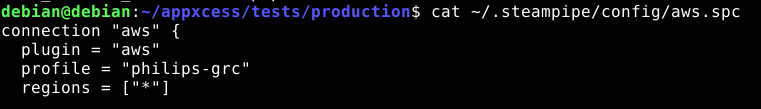 debian@debian:~/appxcess/tests/production$ cat ~/.steampipe/config/aws.spc
connection "aws" {
  plugin = "aws"
  profile = "philips-grc"
  regions = ["*"]